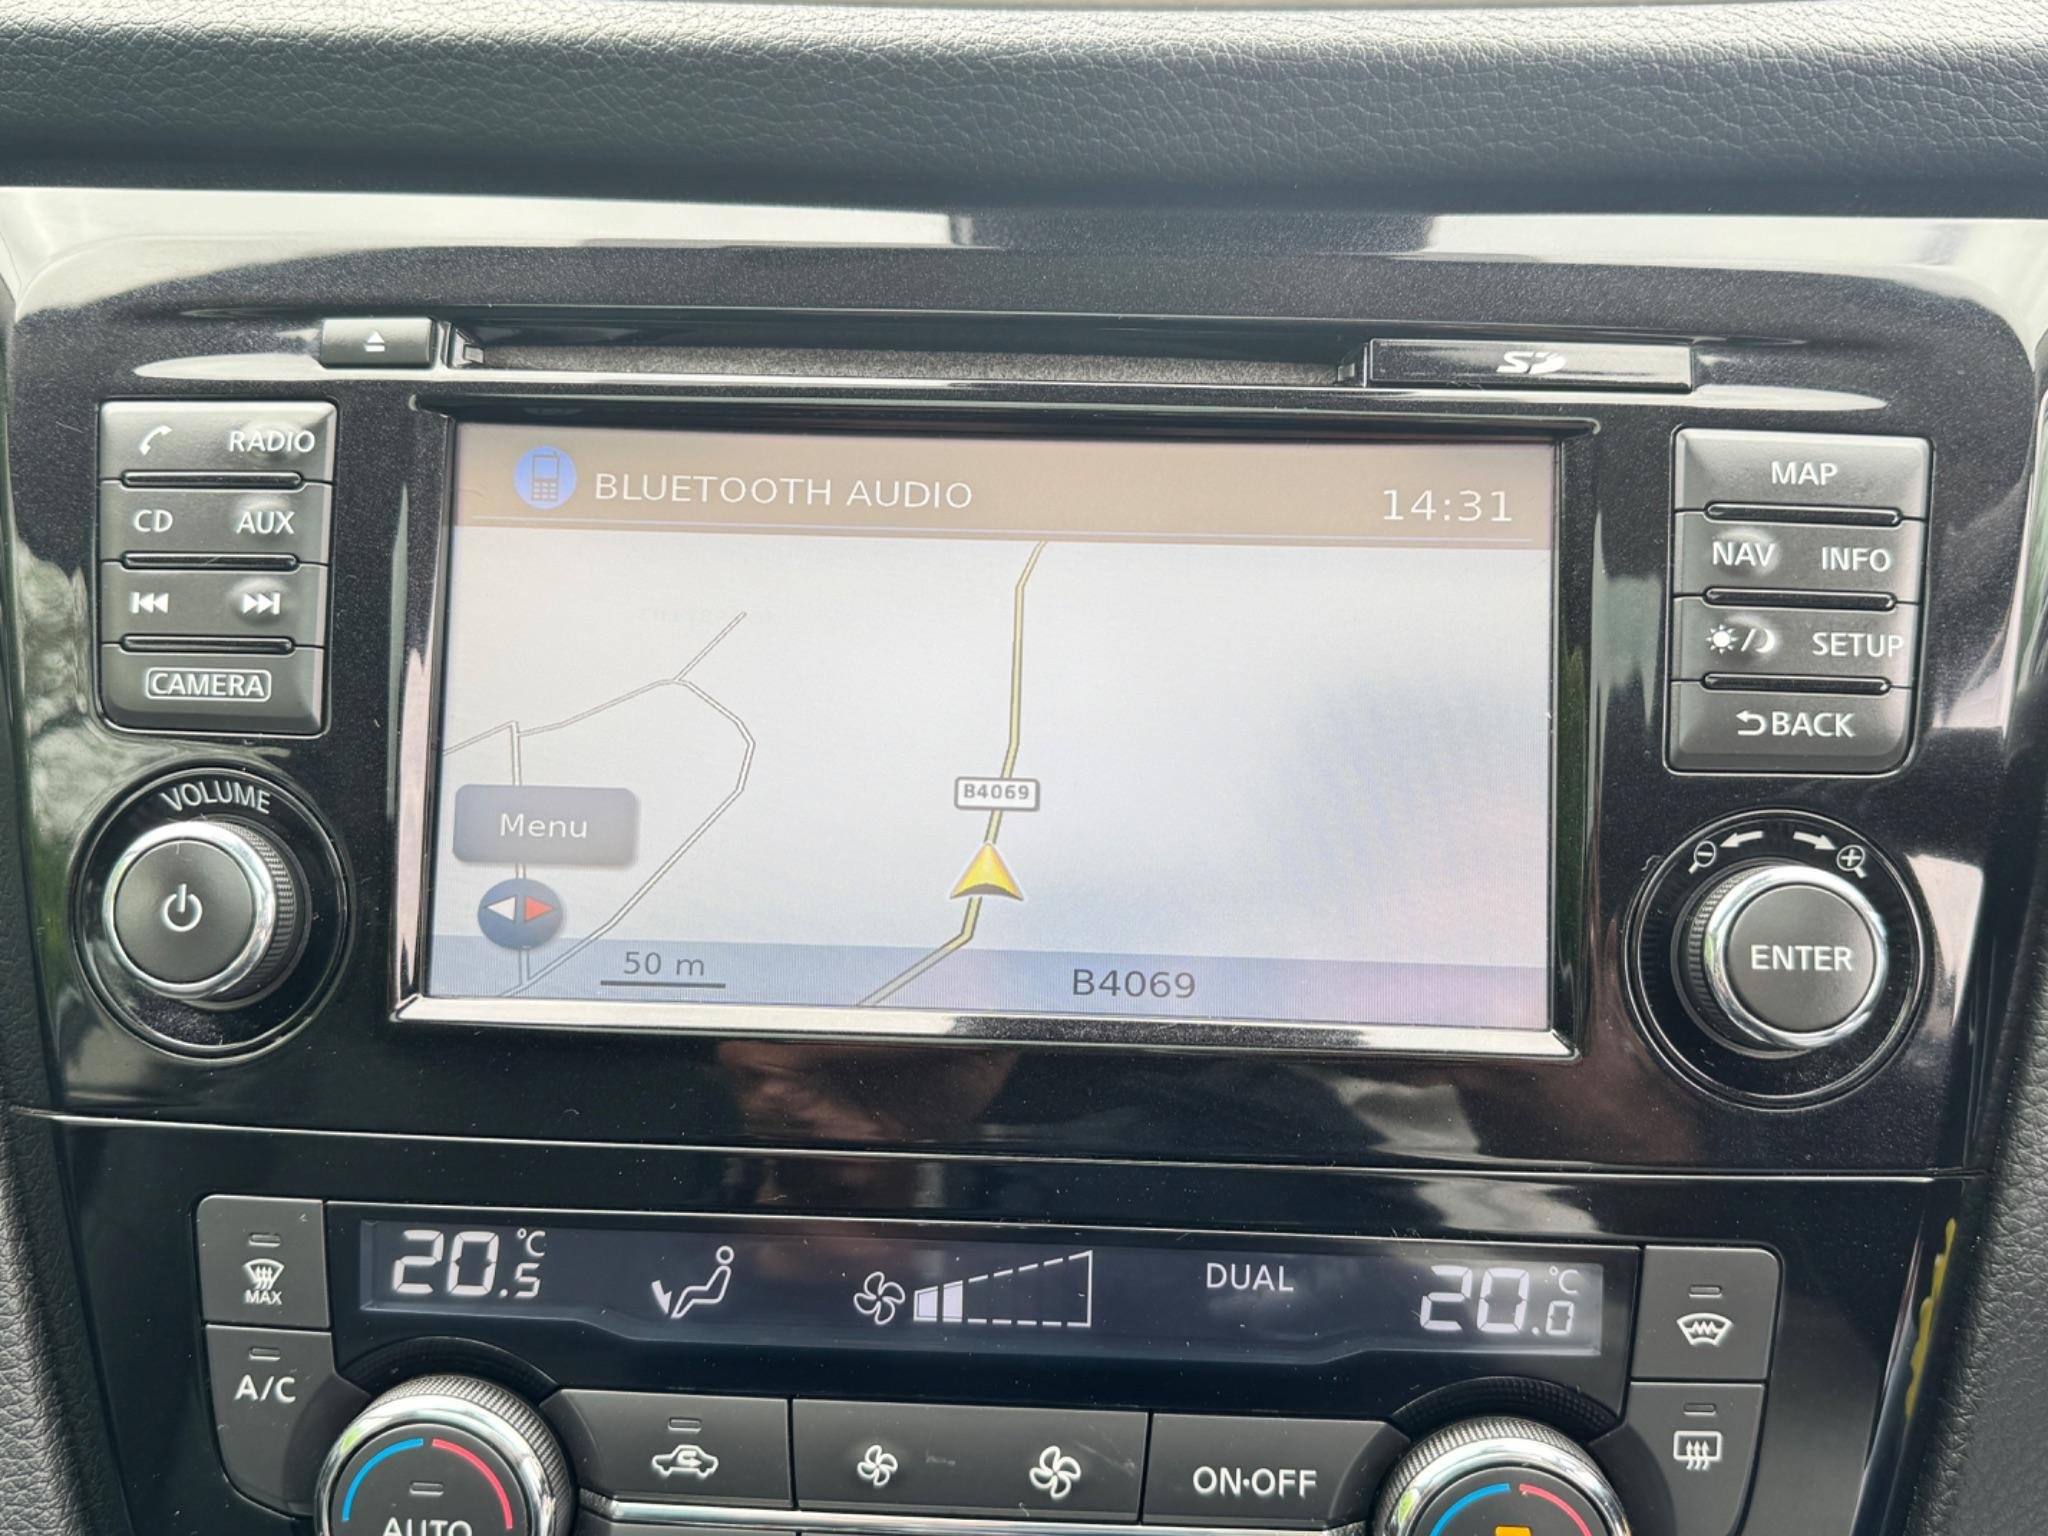 SD
RADIO
CD AUX
CAMERA
VOLUME
BLUETOOTH AUDIO 14:31
B4069
Menu
50 m
B4069
MAP
NAV INFO
SETUP
BACK
ENTER
MAX
A/C
20.5 °C
DUAL
20.0 °C
ON•OFF
AUTO